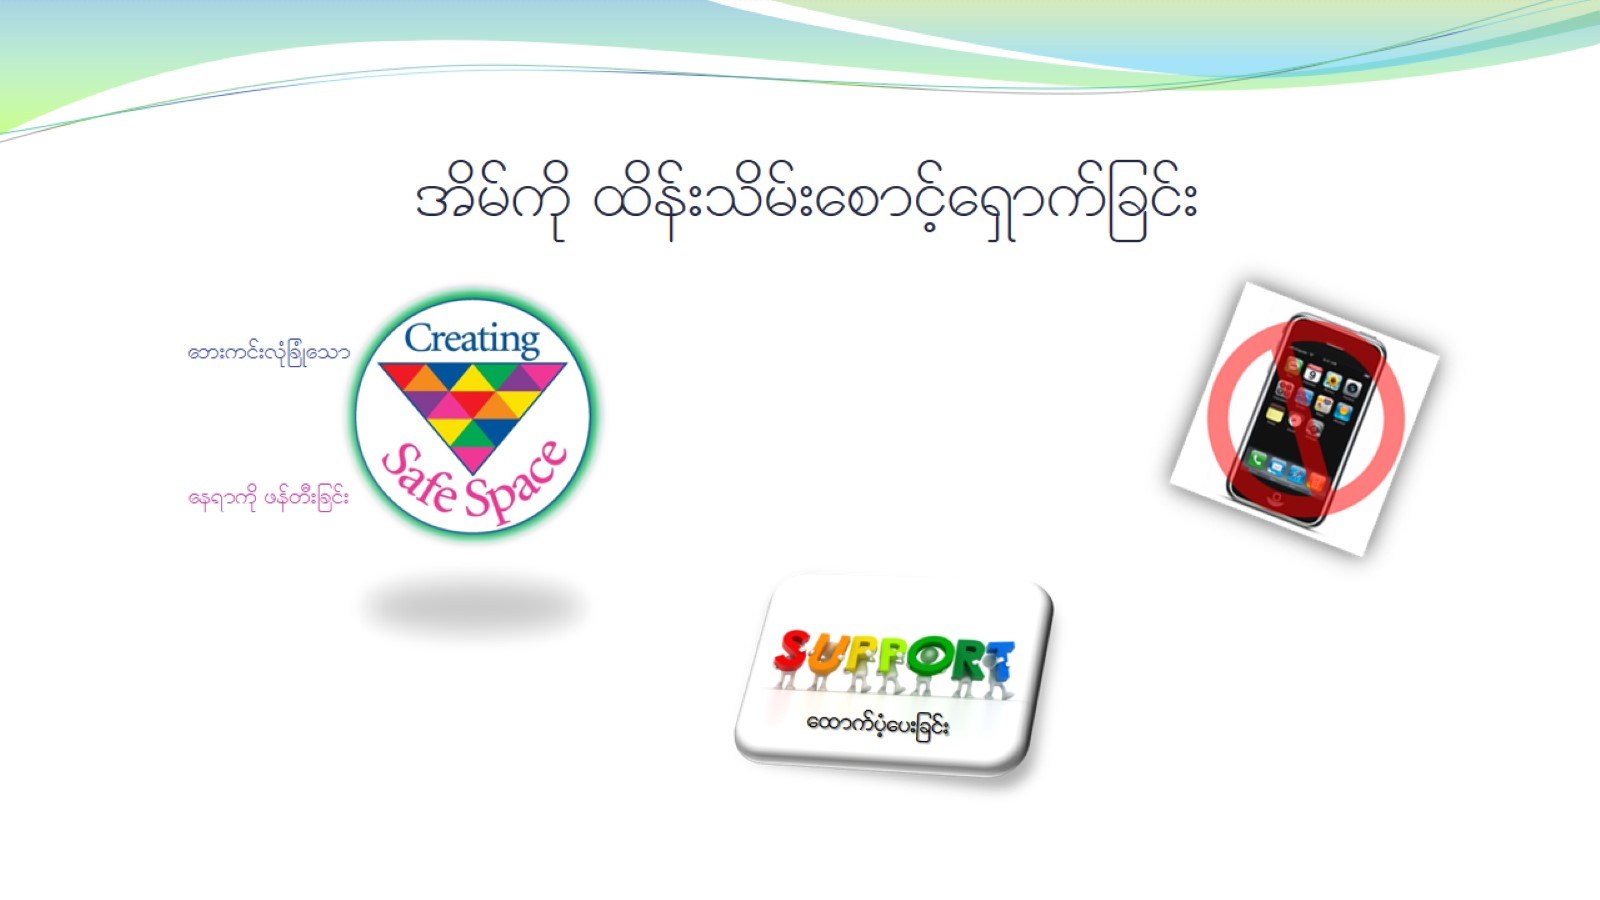 အိမ်ကို ထိန်းသိမ်းစောင့်ရှောက်ခြင်း
ဘေးကင်းလုံခြုံသော
Creating
Safe Space
နေရာကို ဖန်တီးခြင်း
SUPPORT
ထောက်ပံ့ပေးခြင်း